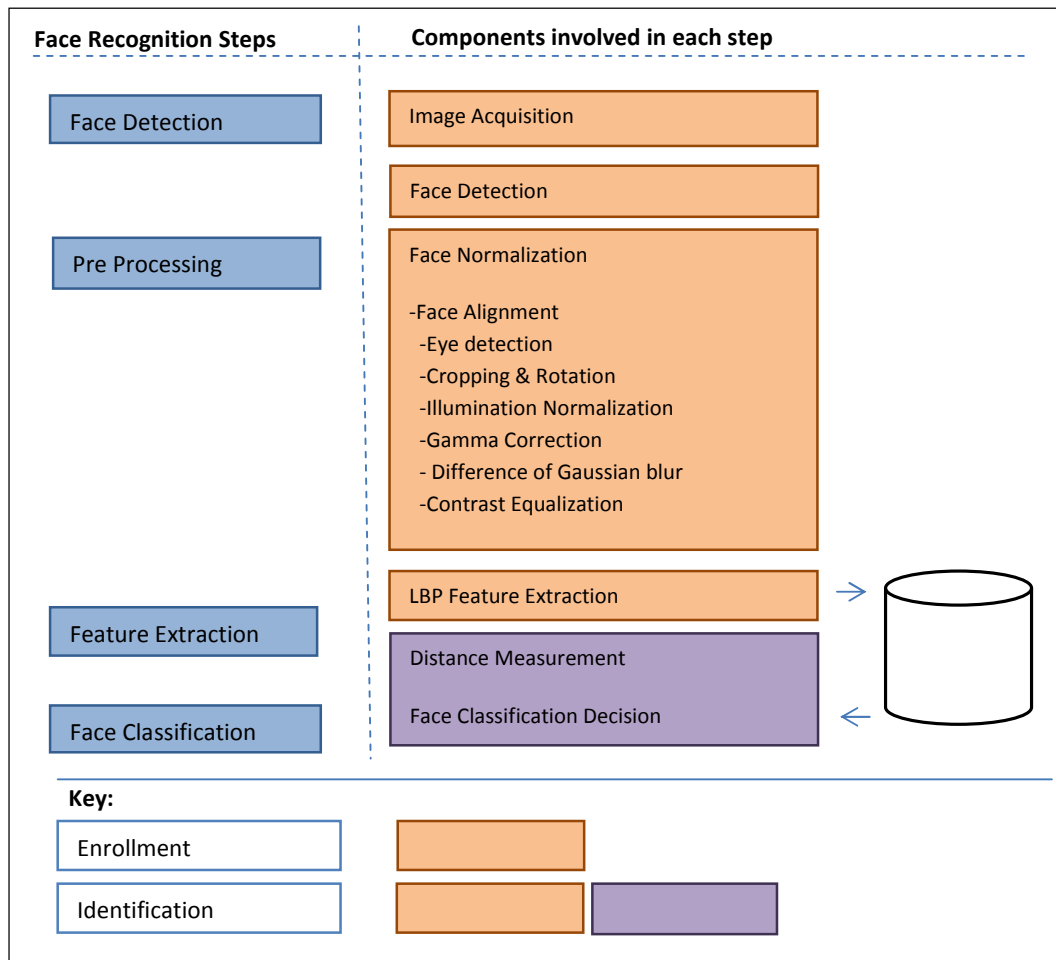 Face Recognition Steps
Components involved in each step
Face Detection
Image Acquisition
Face Detection
Pre Processing
Face Normalization
-Face Alignment
-Eye detection
-Cropping & Rotation
-Illumination Normalization
-Gamma Correction
- Difference of Gaussian blur
-Contrast Equalization
LBP Feature Extraction
Feature Extraction
Distance Measurement
Face Classification Decision
Face Classification
Key:
Enrollment
Identification